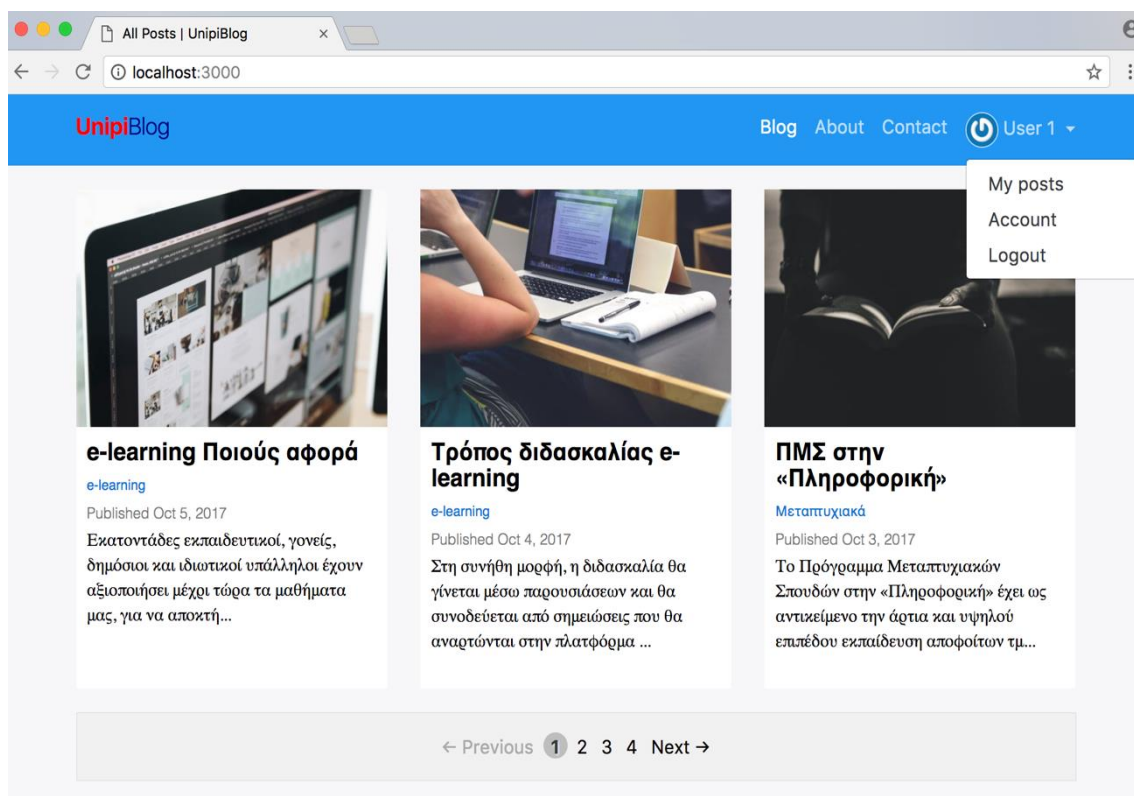 All Posts | UnipiBlog
localhost:3000
UnipiBlog
Blog About Contact User 1
My posts
Account
Logout
e-learning Ποιούς αφορά
e-learning
Published Oct 5, 2017
Εκατοντάδες εκπαιδευτικοί, γονείς,
δημόσιοι και ιδιωτικοί υπάλληλοι έχουν
αξιοποιήσει μέχρι τώρα τα μαθήματα
μας, για να αποκτή...
Τρόπος διδασκαλίας e-
learning
e-learning
Published Oct 4, 2017
Στη συνήθη μορφή, η διδασκαλία θα
γίνεται μέσω παρουσιάσεων και θα
συνοδεύεται από σημειώσεις που θα
αναρτώνται στην πλατφόρμα ...
ΠΜΣ στην
«Πληροφορική»
Μεταπτυχιακά
Published Oct 3, 2017
Το Πρόγραμμα Μεταπτυχιακών
Σπουδών στην «Πληροφορική» έχει ως
αντικείμενο την άρτια και υψηλού
επιπέδου εκπαίδευση αποφοίτων τμ...
← Previous 1 2 3 4 Next →